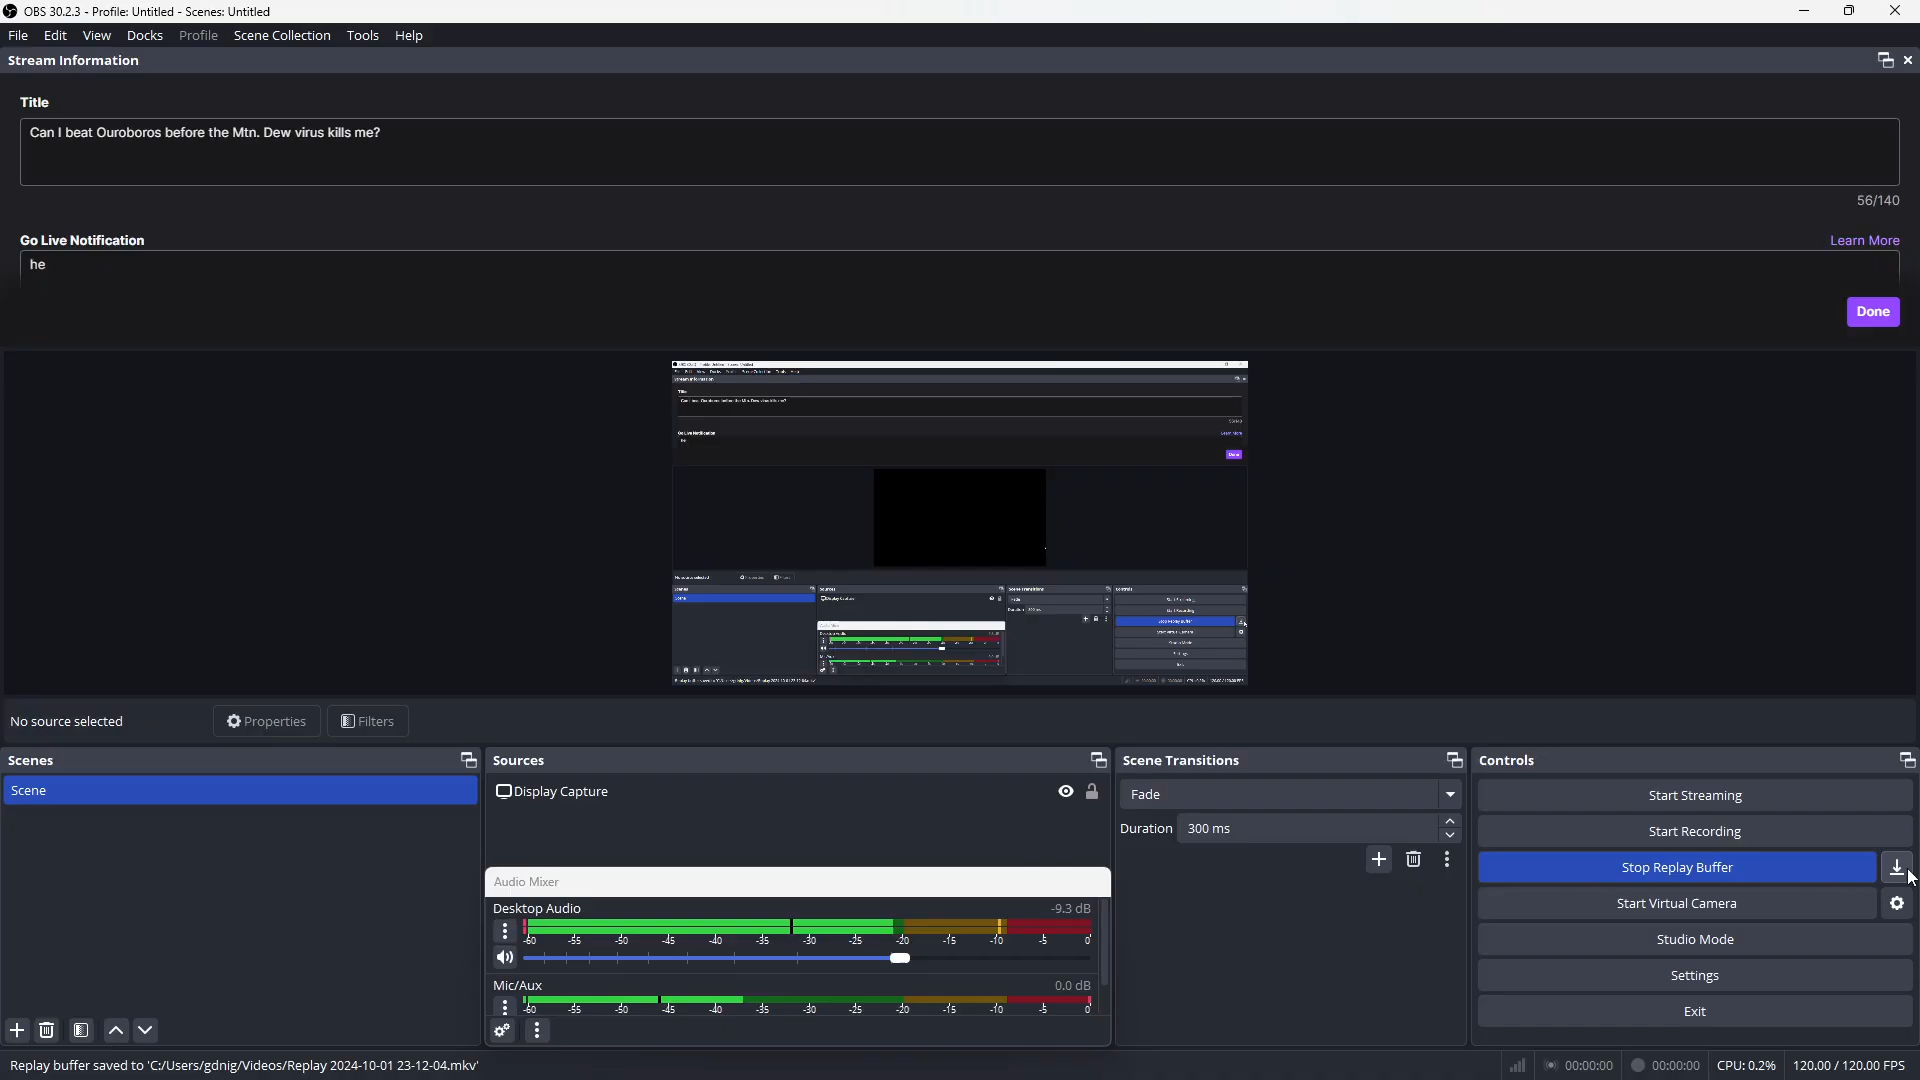 OBS 30.2.3 - Profile: Untitled - Scenes: Untitled
File Edit View Docks Profile Scene Collection Tools Help
Stream Information
Title
Can I beat Ouroboros before the Mtn. Dew virus kills me?
56/140
Go Live Notification Learn More
he
Done
No source selected Properties Filters
Scenes
Scene
Sources
Display Capture
Audio Mixer
Desktop Audio -9.3 dB
-60 -55 -50 -45 -40 -35 -30 -25 -20 -15 -10 -5 0
Mic/Aux 0.0 dB
-60 -55 -50 -45 -40 -35 -30 -25 -20 -15 -10 -5 0
Scene Transitions
Fade
Duration 300 ms
Controls
Start Streaming
Start Recording
Stop Replay Buffer
Start Virtual Camera
Studio Mode
Settings
Exit
Replay buffer saved to 'C:/Users/gdnig/Videos/Replay 2024-10-01 23-12-04.mkv' 00:00:00 00:00:00 CPU: 0.2% 120.00 / 120.00 FPS